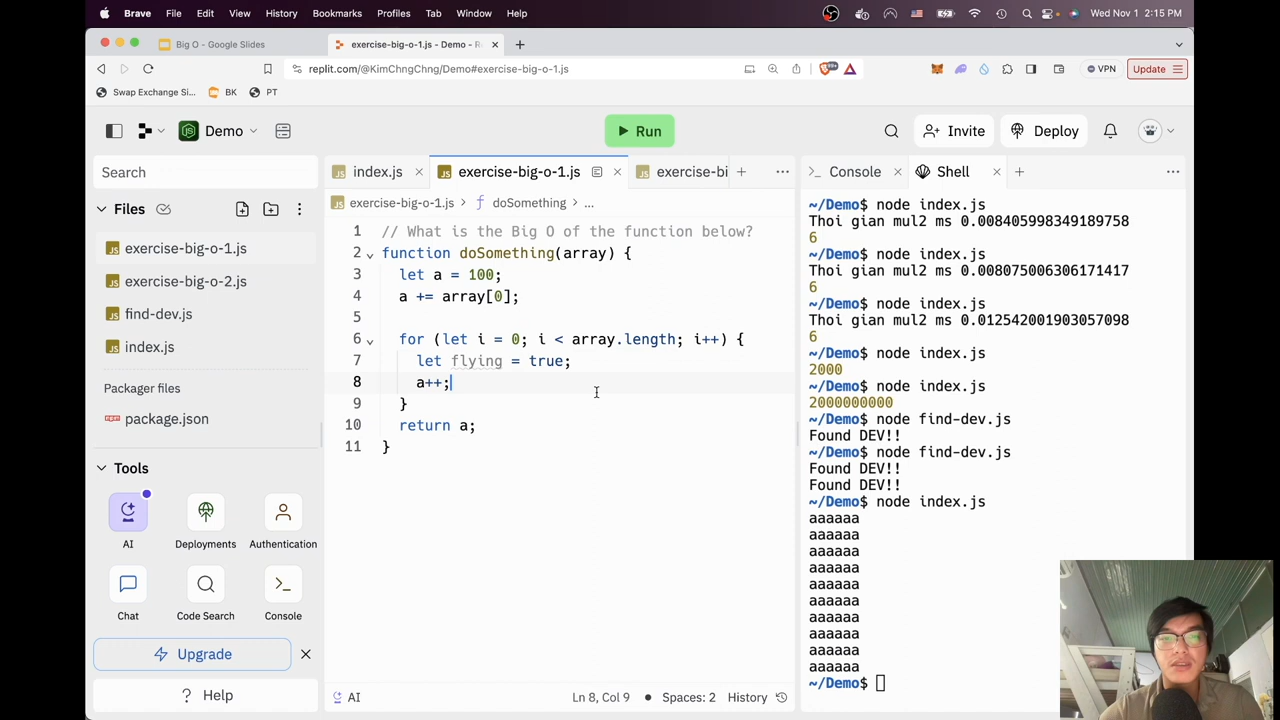 Brave File Edit View History Bookmarks Profiles Tab Window Help Wed Nov 1 2:15 PM
Big O - Google Slides exercise-big-o-1.js - Demo - R
replit.com/@KimChngChng/Demo#exercise-big-o-1.js VPN Update
Swap Exchange Si... BK PT
Demo Run Invite Deploy
Search
index.js exercise-big-o-1.js exercise-bi
Console Shell
Files
exercise-big-o-1.js
exercise-big-o-2.js
find-dev.js
index.js
Packager files
package.json
Tools
AI Deployments Authentication
Chat Code Search Console
Upgrade
? Help
exercise-big-o-1.js > doSomething > ...
1 // What is the Big O of the function below?
2 function doSomething(array) {
3 let a = 100;
4 a += array[0];
5
6 for (let i = 0; i < array.length; i++) {
7 let flying = true;
8 a++;
9 }
10 return a;
11 }
AI Ln 8, Col 9 Spaces: 2 History
~/Demo$ node index.js
Thoi gian mul2 ms 0.008405998349189758
6
~/Demo$ node index.js
Thoi gian mul2 ms 0.008075006306171417
6
~/Demo$ node index.js
Thoi gian mul2 ms 0.012542001903057098
6
~/Demo$ node index.js
2000
~/Demo$ node index.js
2000000000
~/Demo$ node find-dev.js
Found DEV!!
~/Demo$ node find-dev.js
Found DEV!!
Found DEV!!
~/Demo$ node index.js
aaaaaa
aaaaaa
aaaaaa
aaaaaa
aaaaaa
aaaaaa
aaaaaa
aaaaaa
aaaaaa
aaaaaa
~/Demo$